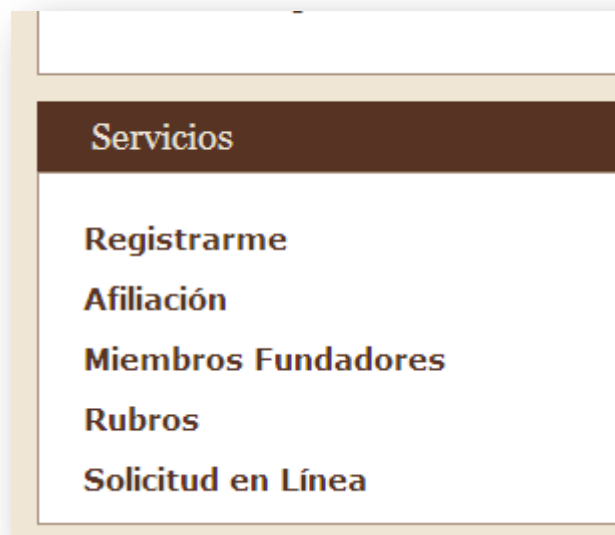 Servicios
Registrarme
Afiliación
Miembros Fundadores
Rubros
Solicitud en Línea